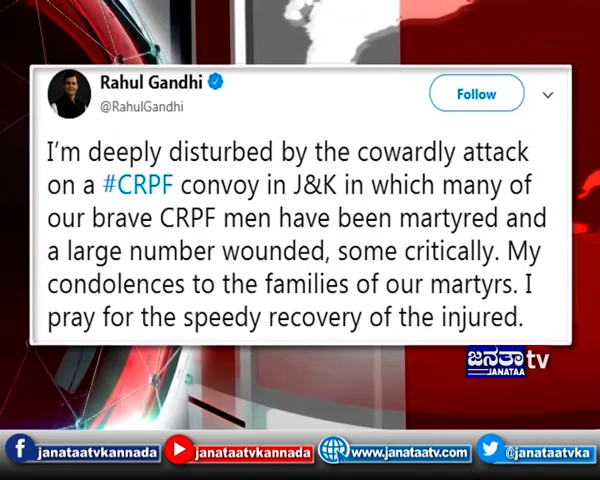 Rahul Gandhi
@RahulGandhi
Follow
I'm deeply disturbed by the cowardly attack
on a #CRPF convoy in J&K in which many of
our brave CRPF men have been martyred and
a large number wounded, some critically. My
condolences to the families of our martyrs. I
pray for the speedy recovery of the injured.
ಜನತಾ tv
JANATAA
janataatvkannada
janataatvkannada
www.janataatv.com
@janataatvka